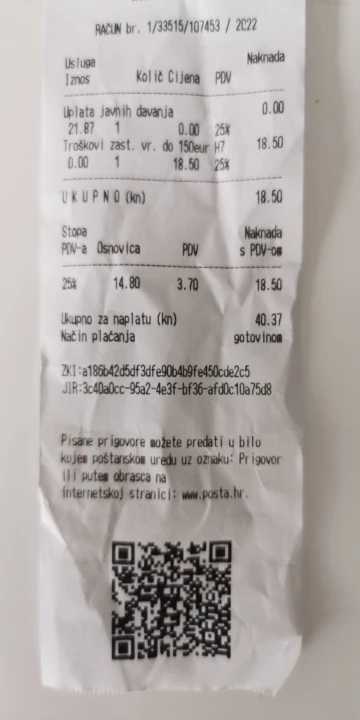 RAČUN br. 1/33515/107453 / 2022
Naknada
Usluga
Iznos Količ Cijena PDV
Uplata javnih davanja 0.00
21.87 1 0.00 25%
Troškovi zast. vr. do 150eur H7 18.50
0.00 1 18.50 25%
U K U P N O (kn) 18.50
Stopa Naknada
PDV-a Osnovica PDV s PDV-om
25% 14.80 3.70 18.50
Ukupno za naplatu (kn) 40.37
Način plaćanja gotovinom
ZKI:a186b42d5df3dfe90b4b9fe450cde2c5
JIR:3c40a0cc-95a2-4e3f-bf36-afd0c10a75d8
Pisane prigovore možete predati u bilo
kojem poštanskom uredu uz oznaku: Prigovor
ili putem obrasca na
internetskoj stranici: www.posta.hr.